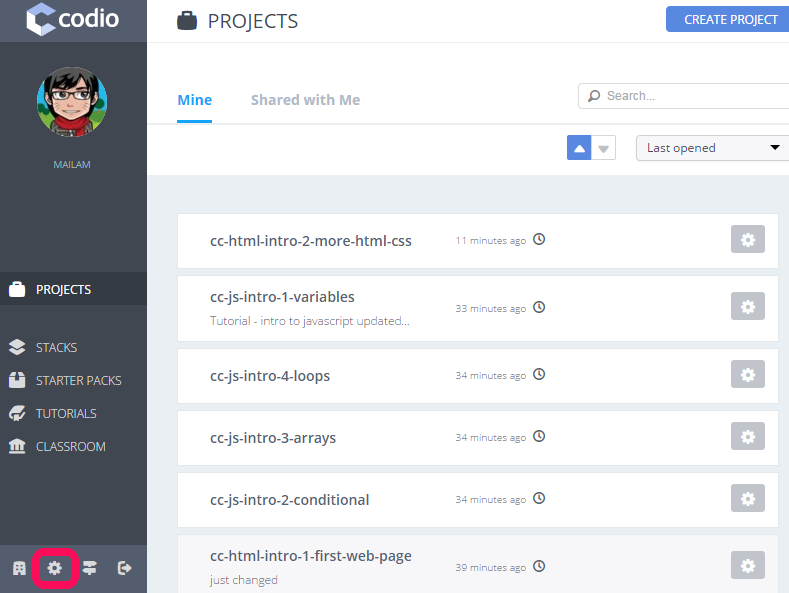 codio
MAILAM
PROJECTS
STACKS
STARTER PACKS
TUTORIALS
CLASSROOM
PROJECTS
CREATE PROJECT
Mine
Shared with Me
Search...
Last opened
cc-html-intro-2-more-html-css
11 minutes ago
cc-js-intro-1-variables
33 minutes ago
Tutorial - intro to javascript updated...
cc-js-intro-4-loops
34 minutes ago
cc-js-intro-3-arrays
34 minutes ago
cc-js-intro-2-conditional
34 minutes ago
cc-html-intro-1-first-web-page
39 minutes ago
just changed